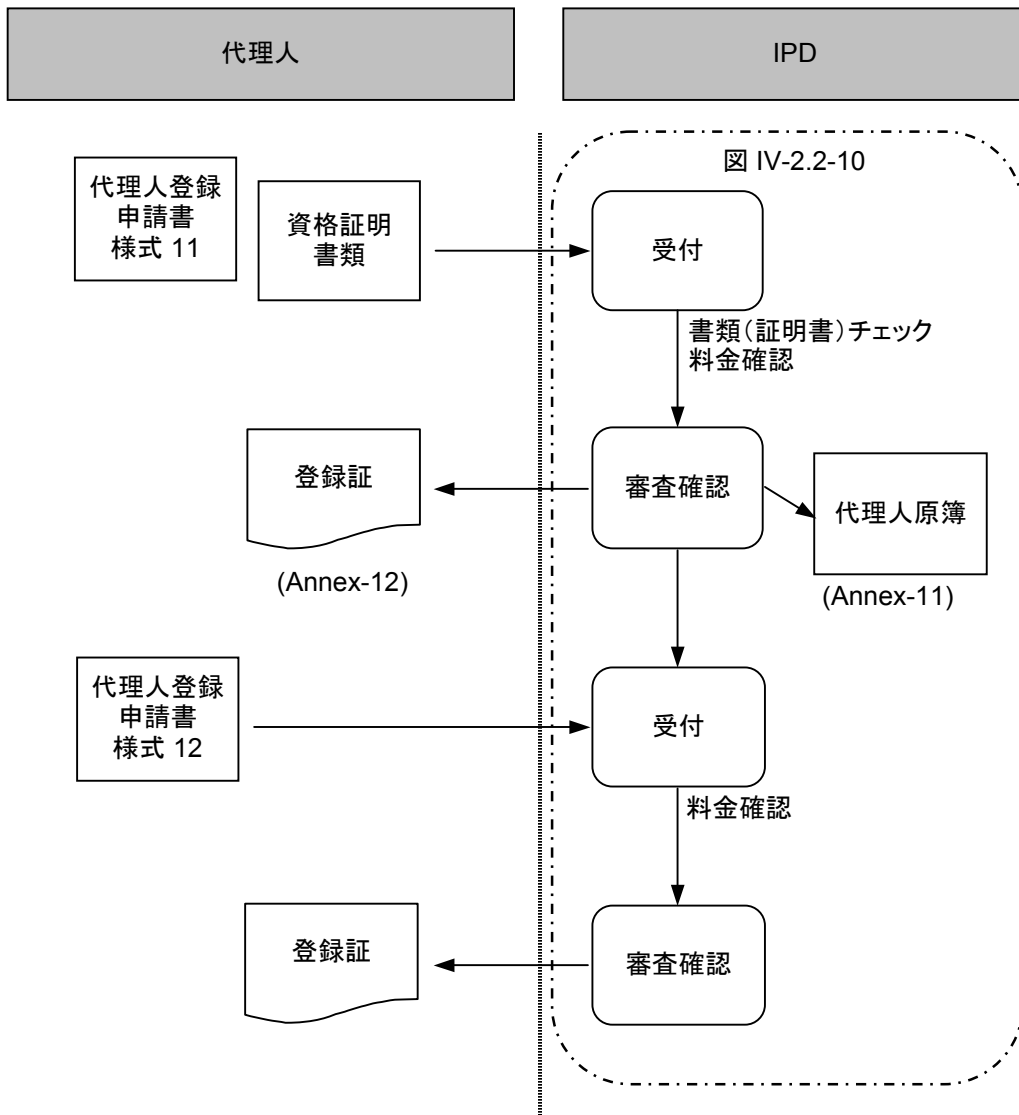 代理人
IPD
図 IV-2.2-10
代理人登録
申請書
様式 11
資格証明
書類
受付
書類（証明書）チェック
料金確認
登録証
(Annex-12)
審査確認
代理人原簿
(Annex-11)
代理人登録
申請書
様式 12
受付
料金確認
登録証
審査確認